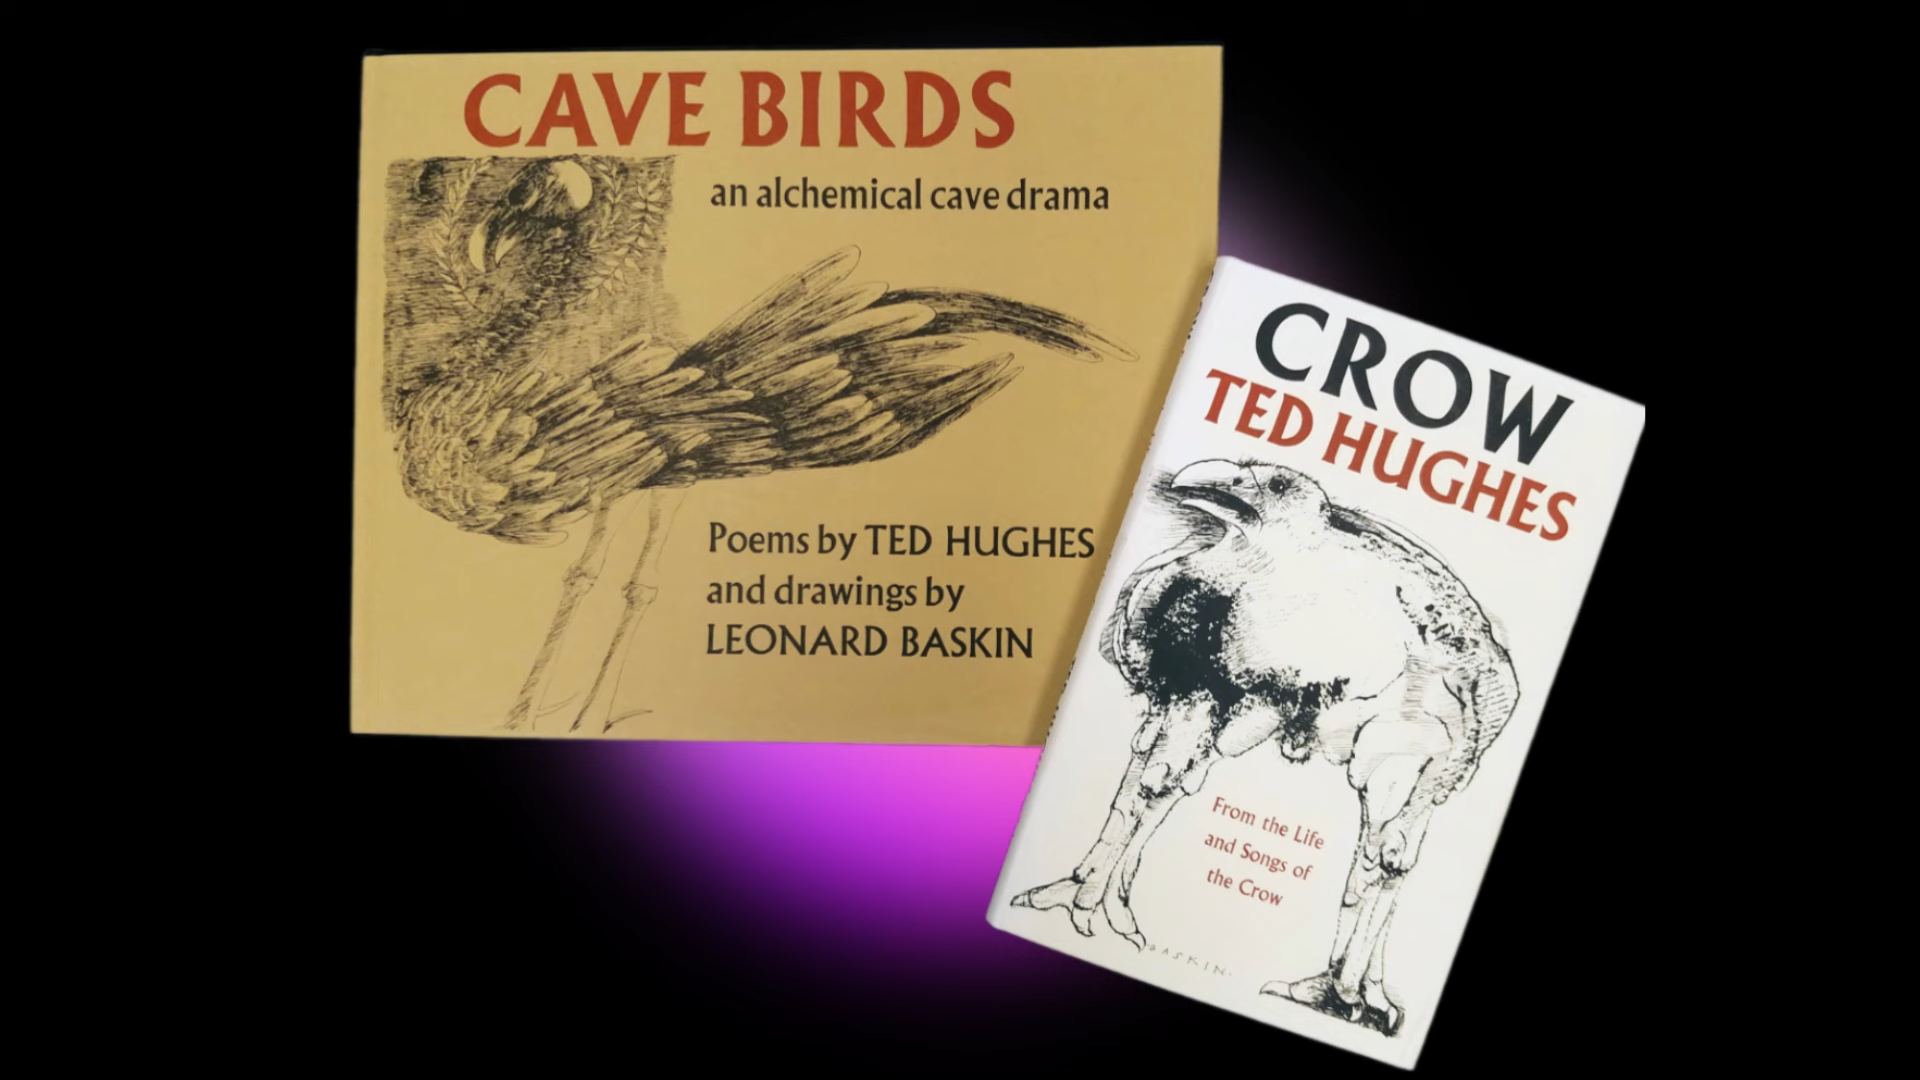 CAVE BIRDS
an alchemical cave drama
Poems by TED HUGHES
and drawings by
LEONARD BASKIN
CROW
TED HUGHES
From the Life
and Songs of
the Crow
BASKIN.